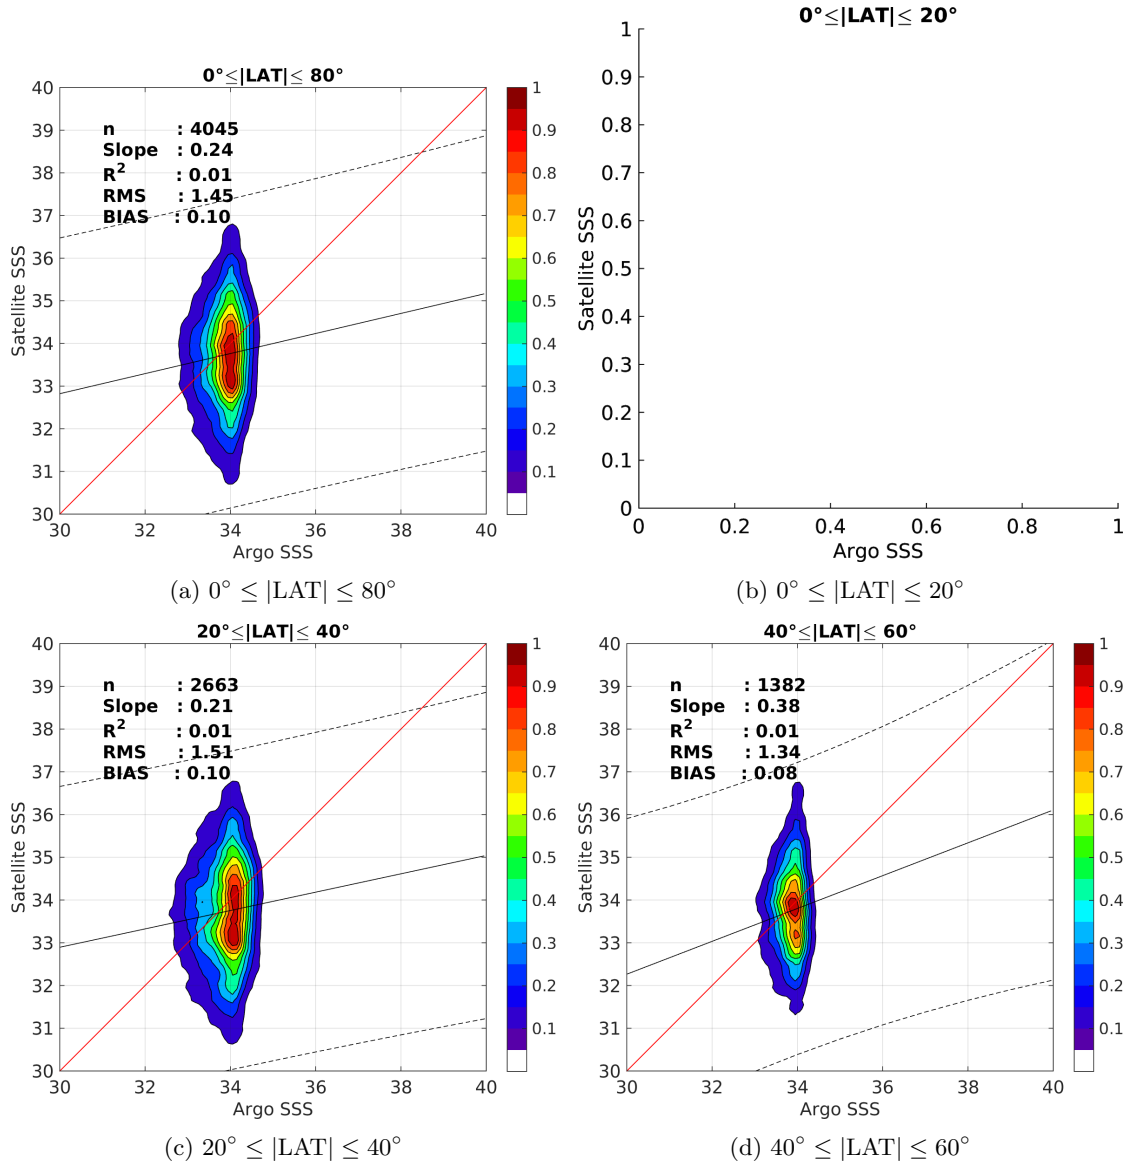 0°≤|LAT|≤ 80°
n : 4045
Slope : 0.24
R² : 0.01
RMS : 1.45
BIAS : 0.10
40
39
38
37
36
35
34
33
32
31
30
30 32 34 36 38 40
Satellite SSS
Argo SSS
1
0.9
0.8
0.7
0.6
0.5
0.4
0.3
0.2
0.1
(a) 0° ≤ |LAT| ≤ 80°
0°≤|LAT|≤ 20°
1
0.9
0.8
0.7
0.6
0.5
0.4
0.3
0.2
0.1
0
0 0.2 0.4 0.6 0.8 1
Satellite SSS
Argo SSS
(b) 0° ≤ |LAT| ≤ 20°
20°≤|LAT|≤ 40°
n : 2663
Slope : 0.21
R² : 0.01
RMS : 1.51
BIAS : 0.10
40
39
38
37
36
35
34
33
32
31
30
30 32 34 36 38 40
Satellite SSS
Argo SSS
1
0.9
0.8
0.7
0.6
0.5
0.4
0.3
0.2
0.1
(c) 20° ≤ |LAT| ≤ 40°
40°≤|LAT|≤ 60°
n : 1382
Slope : 0.38
R² : 0.01
RMS : 1.34
BIAS : 0.08
40
39
38
37
36
35
34
33
32
31
30
30 32 34 36 38 40
Satellite SSS
Argo SSS
1
0.9
0.8
0.7
0.6
0.5
0.4
0.3
0.2
0.1
(d) 40° ≤ |LAT| ≤ 60°